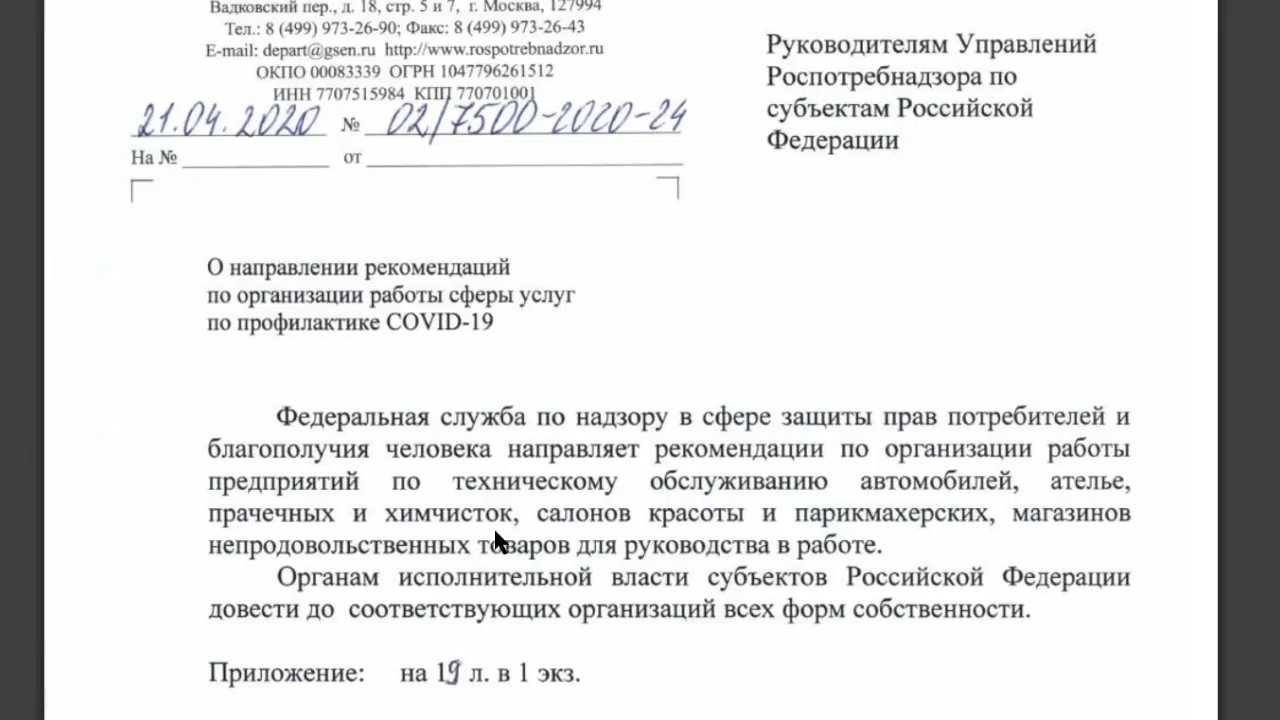 Вадковский пер., д. 18, стр. 5 и 7, г. Москва, 127994
Тел.: 8 (499) 973-26-90; Факс: 8 (499) 973-26-43
E-mail: depart@gsen.ru http://www.rospotrebnadzor.ru
ОКПО 00083339 ОГРН 1047796261512
ИНН 7707515984 КПП 770701001
21.04.2020 № 02/7500-2020-24
На № от
Руководителям Управлений
Роспотребнадзора по
субъектам Российской
Федерации
О направлении рекомендаций
по организации работы сферы услуг
по профилактике COVID-19
Федеральная служба по надзору в сфере защиты прав потребителей и
благополучия человека направляет рекомендации по организации работы
предприятий по техническому обслуживанию автомобилей, ателье,
прачечных и химчисток, салонов красоты и парикмахерских, магазинов
непродовольственных товаров для руководства в работе.
Органам исполнительной власти субъектов Российской Федерации
довести до соответствующих организаций всех форм собственности.
Приложение: на 19 л. в 1 экз.